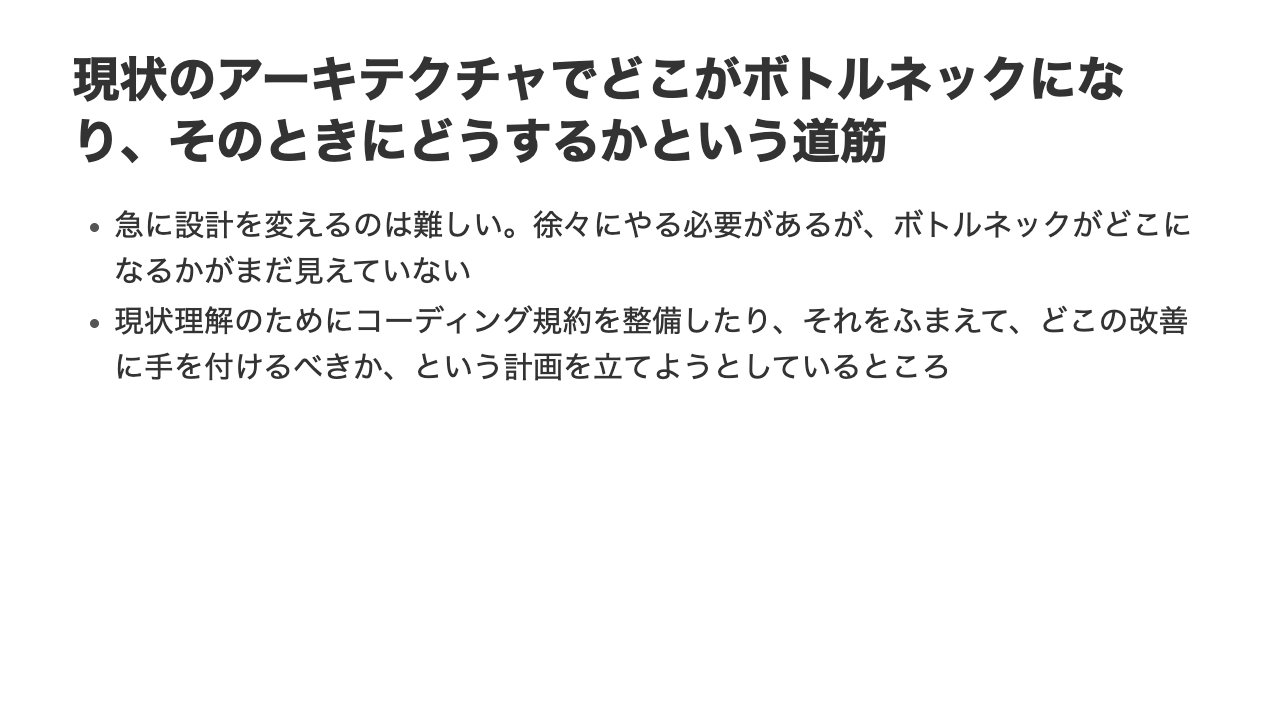 現状のアーキテクチャでどこがボトルネックにな
り、そのときにどうするかという道筋
• 急に設計を変えるのは難しい。徐々にやる必要があるが、ボトルネックがどこに
なるかがまだ見えていない
• 現状理解のためにコーディング規約を整備したり、それをふまえて、どこの改善
に手を付けるべきか、という計画を立てようとしているところ